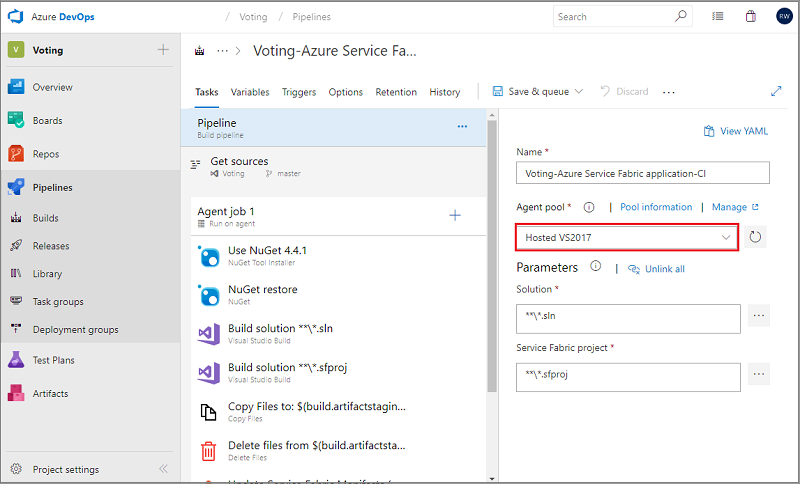 Azure DevOps
/ Voting / Pipelines
Search
RW
V
Voting
Overview
Boards
Repos
Pipelines
Builds
Releases
Library
Task groups
Deployment groups
Test Plans
Artifacts
Project settings
··· > Voting-Azure Service Fa...
Tasks Variables Triggers Options Retention History
Save & queue
Discard
...
Pipeline
...
Build pipeline
Get sources
Voting master
Agent job 1
Run on agent
Use NuGet 4.4.1
NuGet Tool Installer
NuGet restore
NuGet
Build solution **\*.sln
Visual Studio Build
Build solution **\*.sfproj
Visual Studio Build
Copy Files to: $(build.artifactstagin...
Copy Files
Delete files from $(build.artifactsta...
Delete Files
Update Service Fabric Manifests (
View YAML
Name *
Voting-Azure Service Fabric application-CI
Agent pool * | Pool information | Manage
Hosted VS2017
Parameters | Unlink all
Solution *
**\*.sln
...
Service Fabric project *
**\*.sfproj
...